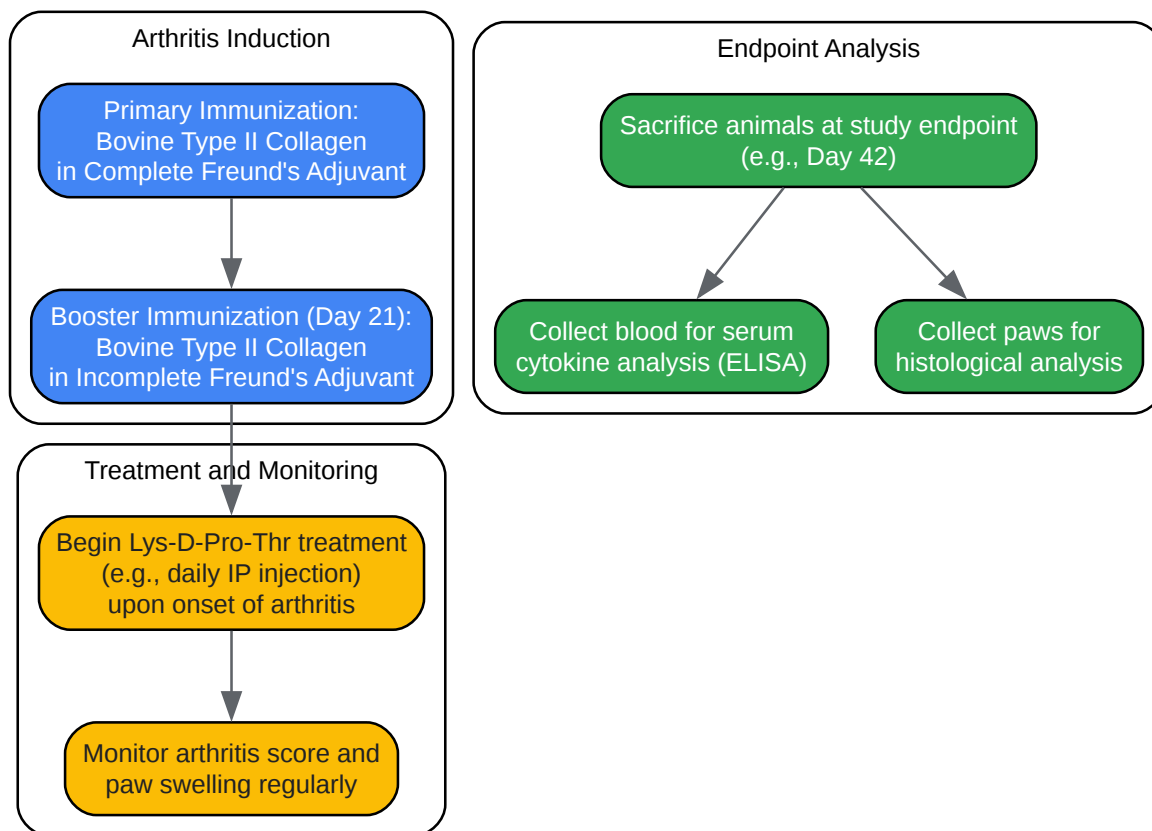 Arthritis Induction
Primary Immunization:
Bovine Type II Collagen
in Complete Freund's Adjuvant
Booster Immunization (Day 21):
Bovine Type II Collagen
in Incomplete Freund's Adjuvant
Treatment and Monitoring
Begin Lys-D-Pro-Thr treatment
(e.g., daily IP injection)
upon onset of arthritis
Monitor arthritis score and
paw swelling regularly
Endpoint Analysis
Sacrifice animals at study endpoint
(e.g., Day 42)
Collect blood for serum
cytokine analysis (ELISA)
Collect paws for
histological analysis